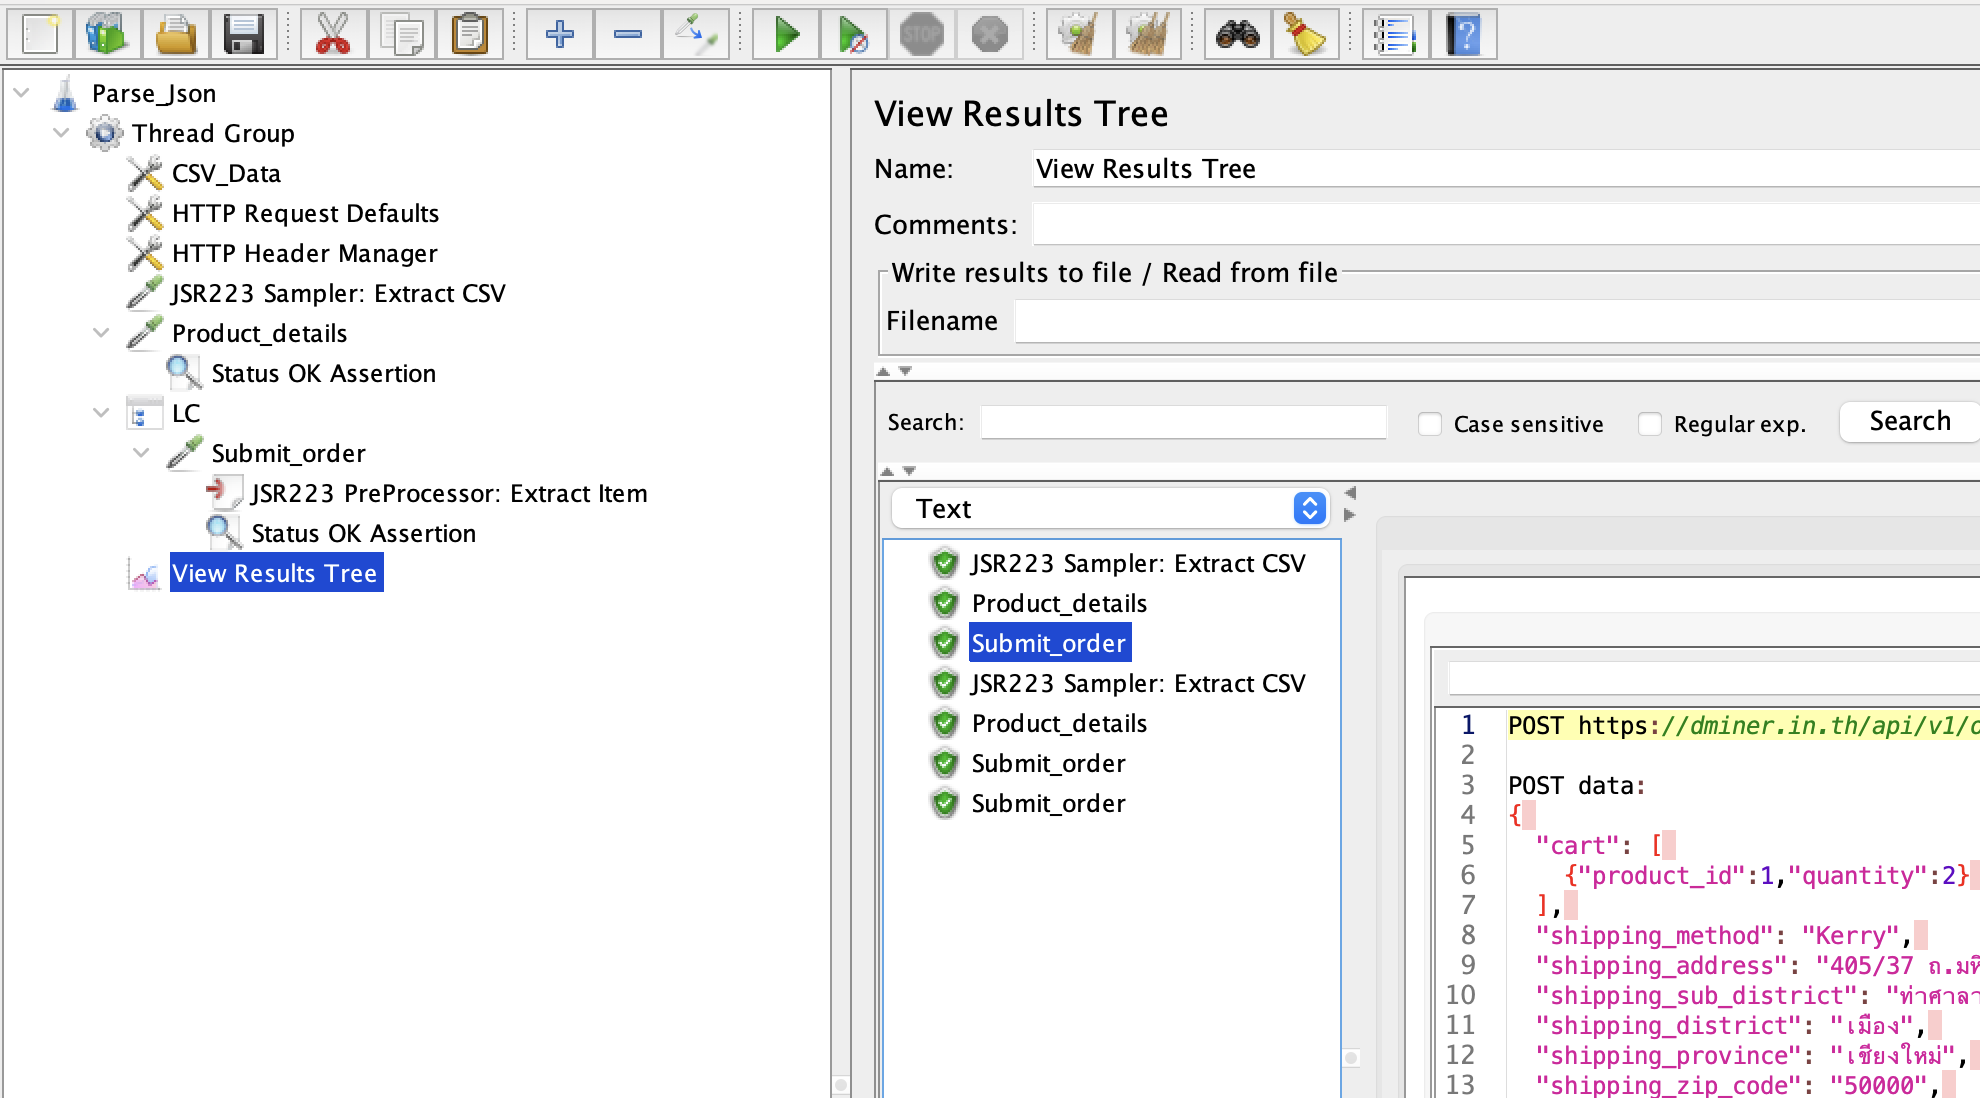 STOP
Parse_Json
Thread Group
CSV_Data
HTTP Request Defaults
HTTP Header Manager
JSR223 Sampler: Extract CSV
Product_details
Status OK Assertion
LC
Submit_order
JSR223 PreProcessor: Extract Item
Status OK Assertion
View Results Tree
View Results Tree
Name: View Results Tree
Comments:
Write results to file / Read from file
Filename
Search: Case sensitive Regular exp. Search
Text
JSR223 Sampler: Extract CSV
Product_details
Submit_order
JSR223 Sampler: Extract CSV
Product_details
Submit_order
Submit_order
1 POST https://dminer.in.th/api/v1/o
2
3 POST data:
4 {
5 "cart": [
6 {"product_id":1,"quantity":2}
7 ],
8 "shipping_method": "Kerry",
9 "shipping_address": "405/37 ถ.มหิ
10 "shipping_sub_district": "ท่าศาลา
11 "shipping_district": "เมือง",
12 "shipping_province": "เชียงใหม่",
13 "shipping_zip_code": "50000",